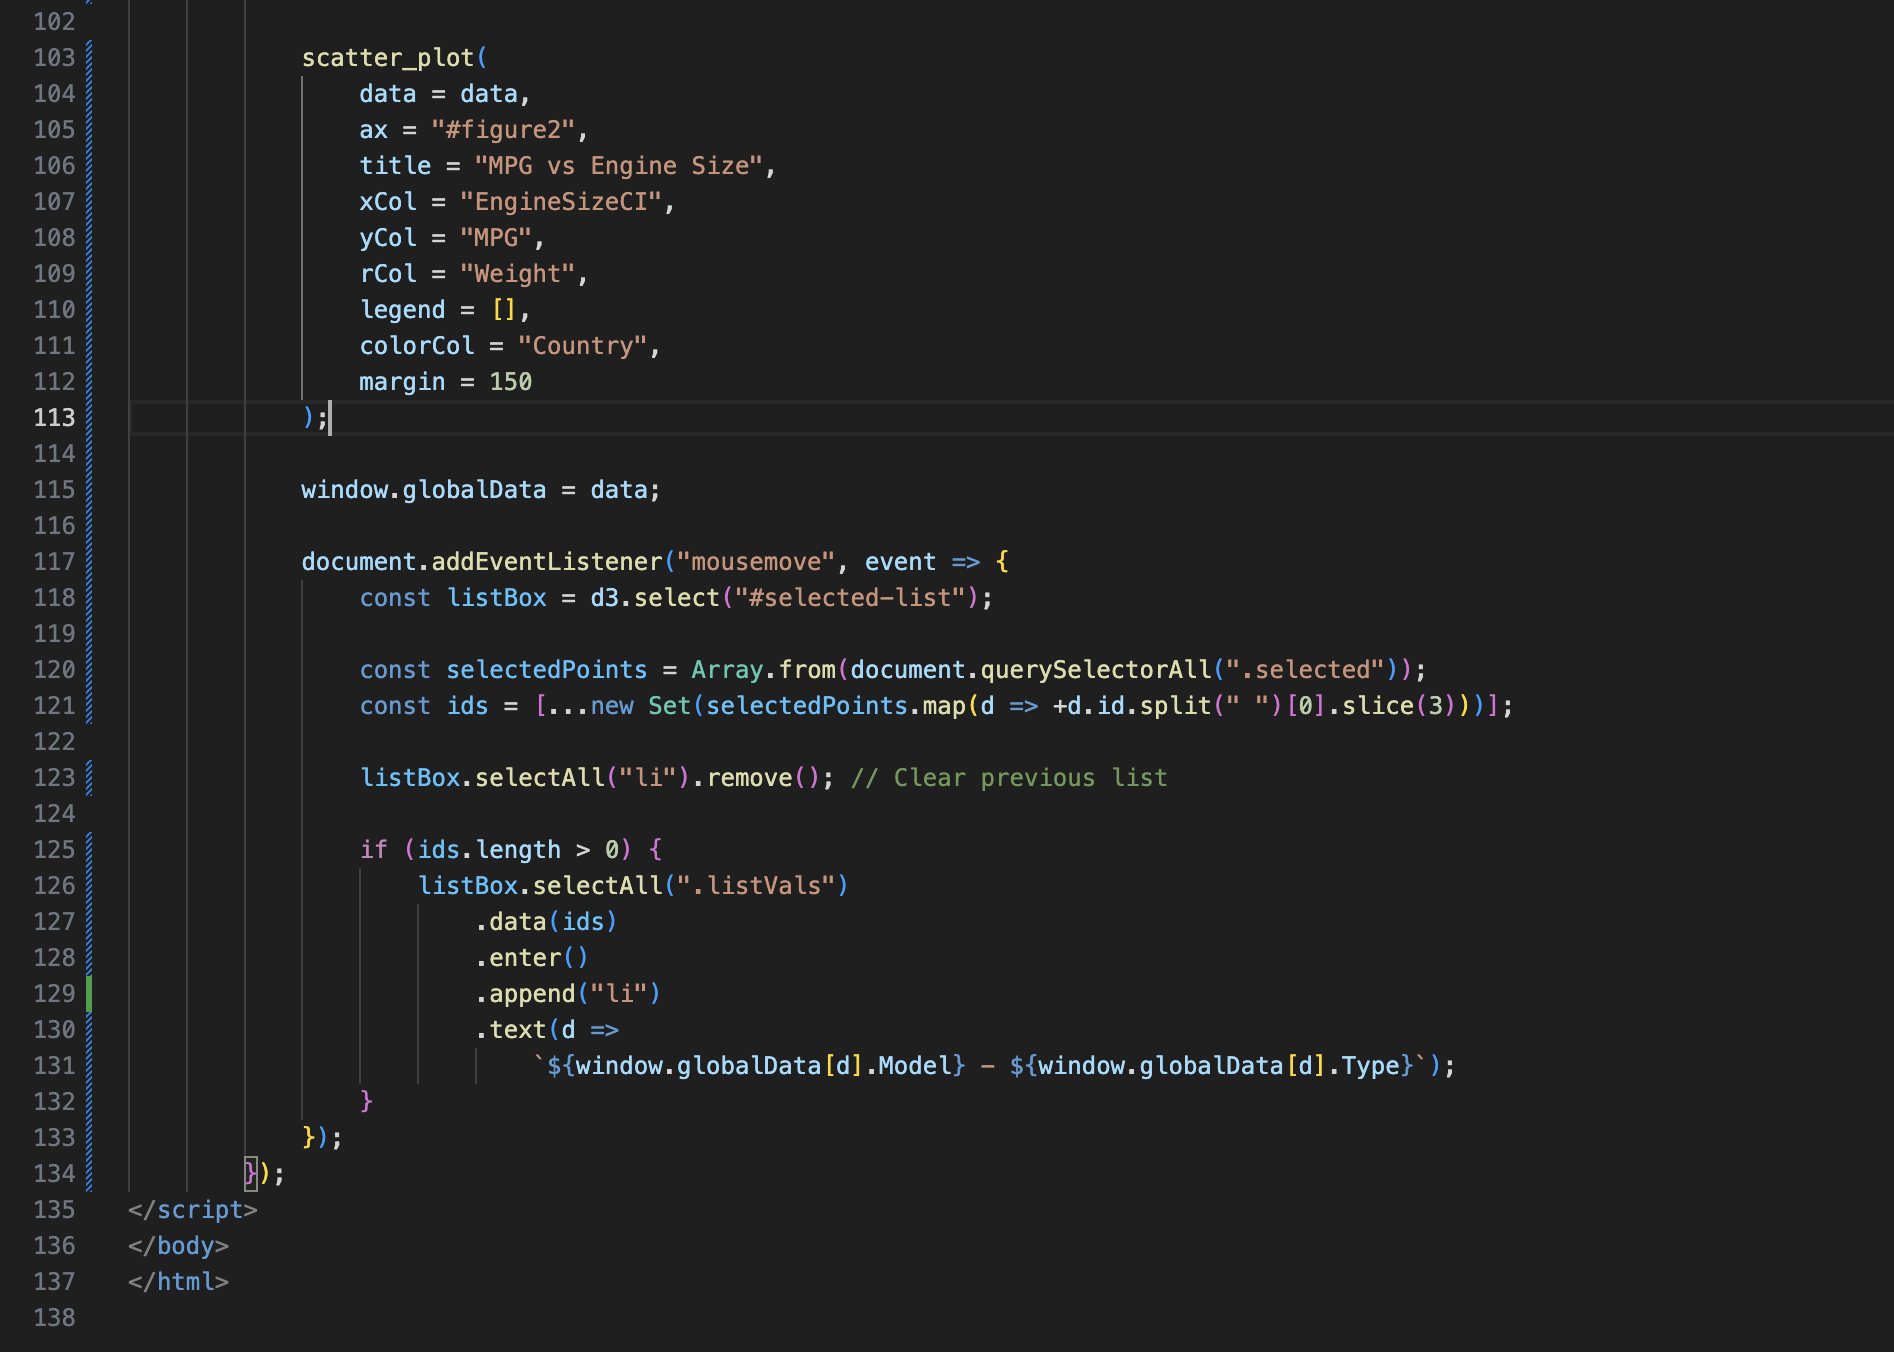 102
103 scatter_plot(
104 data = data,
105 ax = "#figure2",
106 title = "MPG vs Engine Size",
107 xCol = "EngineSizeCI",
108 yCol = "MPG",
109 rCol = "Weight",
110 legend = [],
111 colorCol = "Country",
112 margin = 150
113 );
114
115 window.globalData = data;
116
117 document.addEventListener("mousemove", event => {
118 const listBox = d3.select("#selected-list");
119
120 const selectedPoints = Array.from(document.querySelectorAll(".selected"));
121 const ids = [...new Set(selectedPoints.map(d => +d.id.split(" ")[0].slice(3)))];
122
123 listBox.selectAll("li").remove(); // Clear previous list
124
125 if (ids.length > 0) {
126 listBox.selectAll(".listVals")
127 .data(ids)
128 .enter()
129 .append("li")
130 .text(d =>
131 `${window.globalData[d].Model} - ${window.globalData[d].Type}`);
132 }
133 });
134 });
135 </script>
136 </body>
137 </html>
138